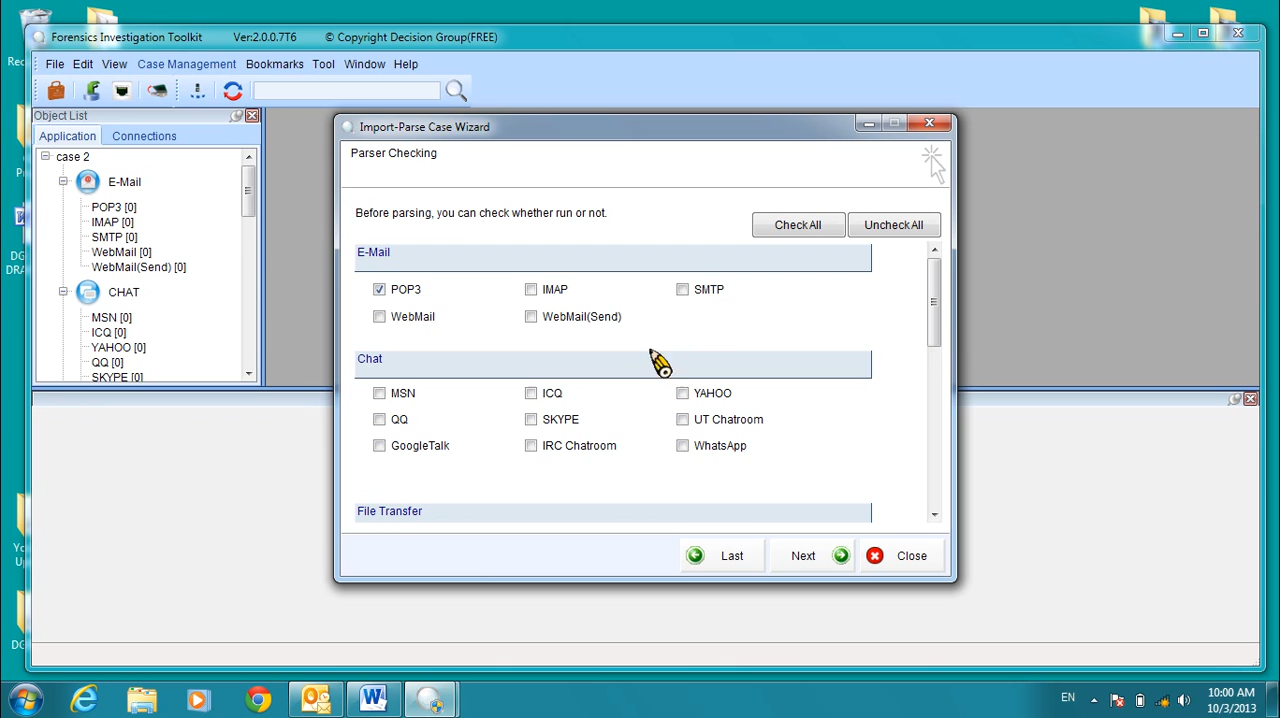 Forensics Investigation Toolkit Ver:2.0.0.7T6 © Copyright Decision Group(FREE)
File Edit View Case Management Bookmarks Tool Window Help
Object List
Application Connections
case 2
E-Mail
POP3 [0]
IMAP [0]
SMTP [0]
WebMail [0]
WebMail(Send) [0]
CHAT
MSN [0]
ICQ [0]
YAHOO [0]
QQ [0]
SKYPE [0]
Import-Parse Case Wizard
Parser Checking
Before parsing, you can check whether run or not.
CheckAll UncheckAll
E-Mail
POP3 IMAP SMTP
WebMail WebMail(Send)
Chat
MSN ICQ YAHOO
QQ SKYPE UT Chatroom
GoogleTalk IRC Chatroom WhatsApp
File Transfer
Last Next Close
EN
10:00 AM
10/3/2013